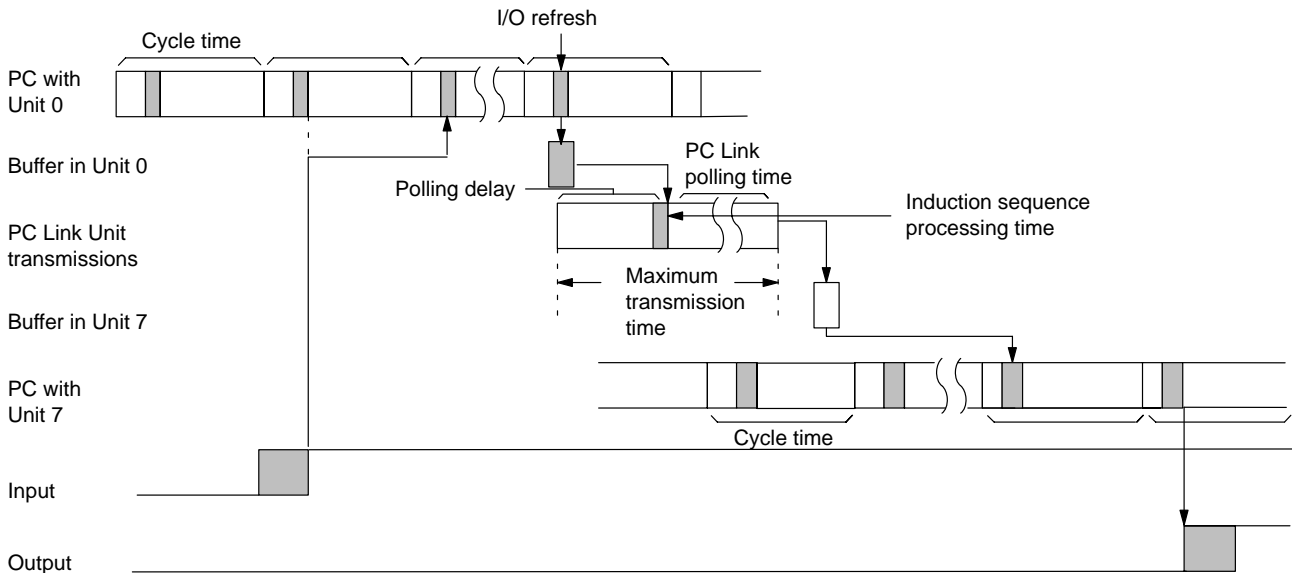 I/O refresh
Cycle time
PC with
Unit 0
Buffer in Unit 0
PC Link
polling time
Polling delay
Induction sequence
processing time
PC Link Unit
transmissions
Maximum
transmission
time
Buffer in Unit 7
PC with
Unit 7
Cycle time
Input
Output